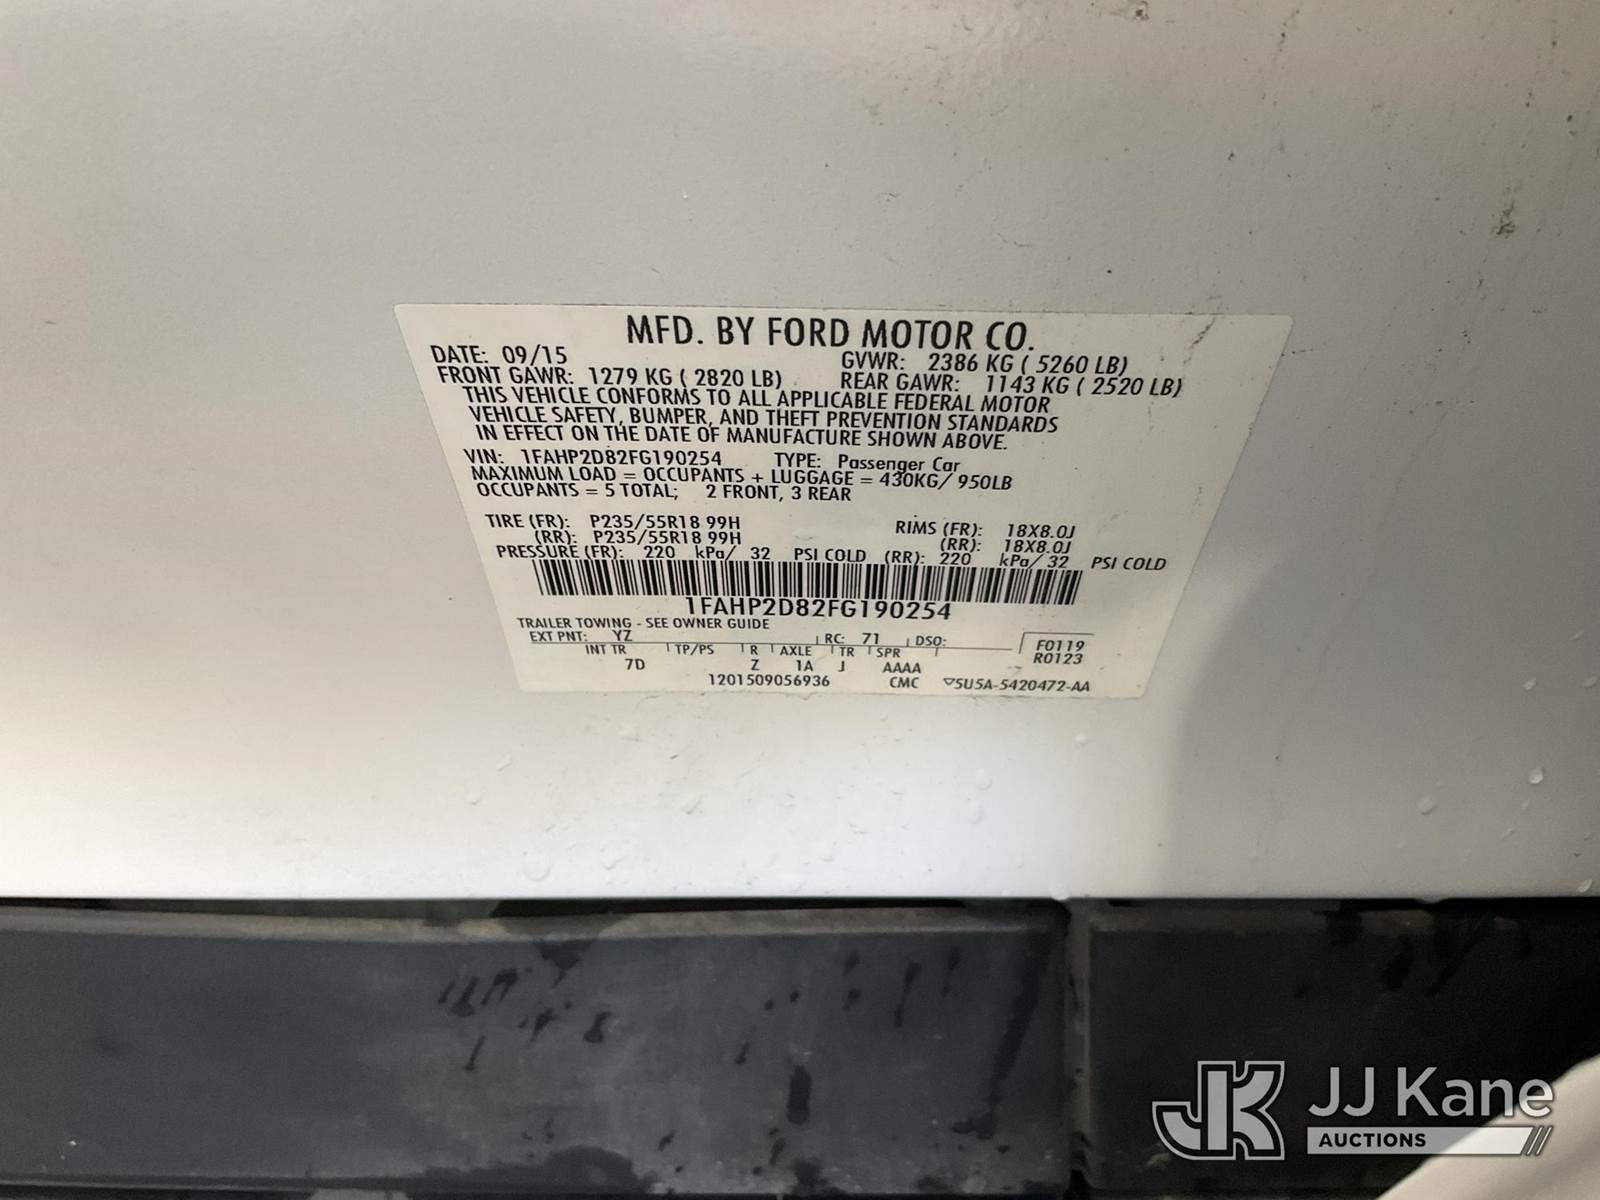 MFD. BY FORD MOTOR CO.
DATE: 09/15 GVWR: 2386 KG ( 5260 LB)
FRONT GAWR: 1279 KG ( 2820 LB) REAR GAWR: 1143 KG ( 2520 LB)
THIS VEHICLE CONFORMS TO ALL APPLICABLE FEDERAL MOTOR
VEHICLE SAFETY, BUMPER, AND THEFT PREVENTION STANDARDS
IN EFFECT ON THE DATE OF MANUFACTURE SHOWN ABOVE.
VIN: 1FAHP2D82FG190254 TYPE: Passenger Car
MAXIMUM LOAD = OCCUPANTS + LUGGAGE = 430KG/ 950LB
OCCUPANTS = 5 TOTAL; 2 FRONT, 3 REAR
TIRE (FR): P235/55R18 99H RIMS (FR): 18X8.0J
(RR): P235/55R18 99H (RR): 18X8.0J
PRESSURE (FR): 220 kPa/ 32 PSI COLD (RR): 220 kPa/ 32 PSI COLD
1FAHP2D82FG190254
TRAILER TOWING - SEE OWNER GUIDE
EXT PNT: YZ RC: 71 DSO: F0119
INT TR TP/PS R AXLE TR SPR R0123
7D Z 1A J AAAA
1201509056936 CMC ▽5U5A-5420472-AA
JK JJ Kane
AUCTIONS